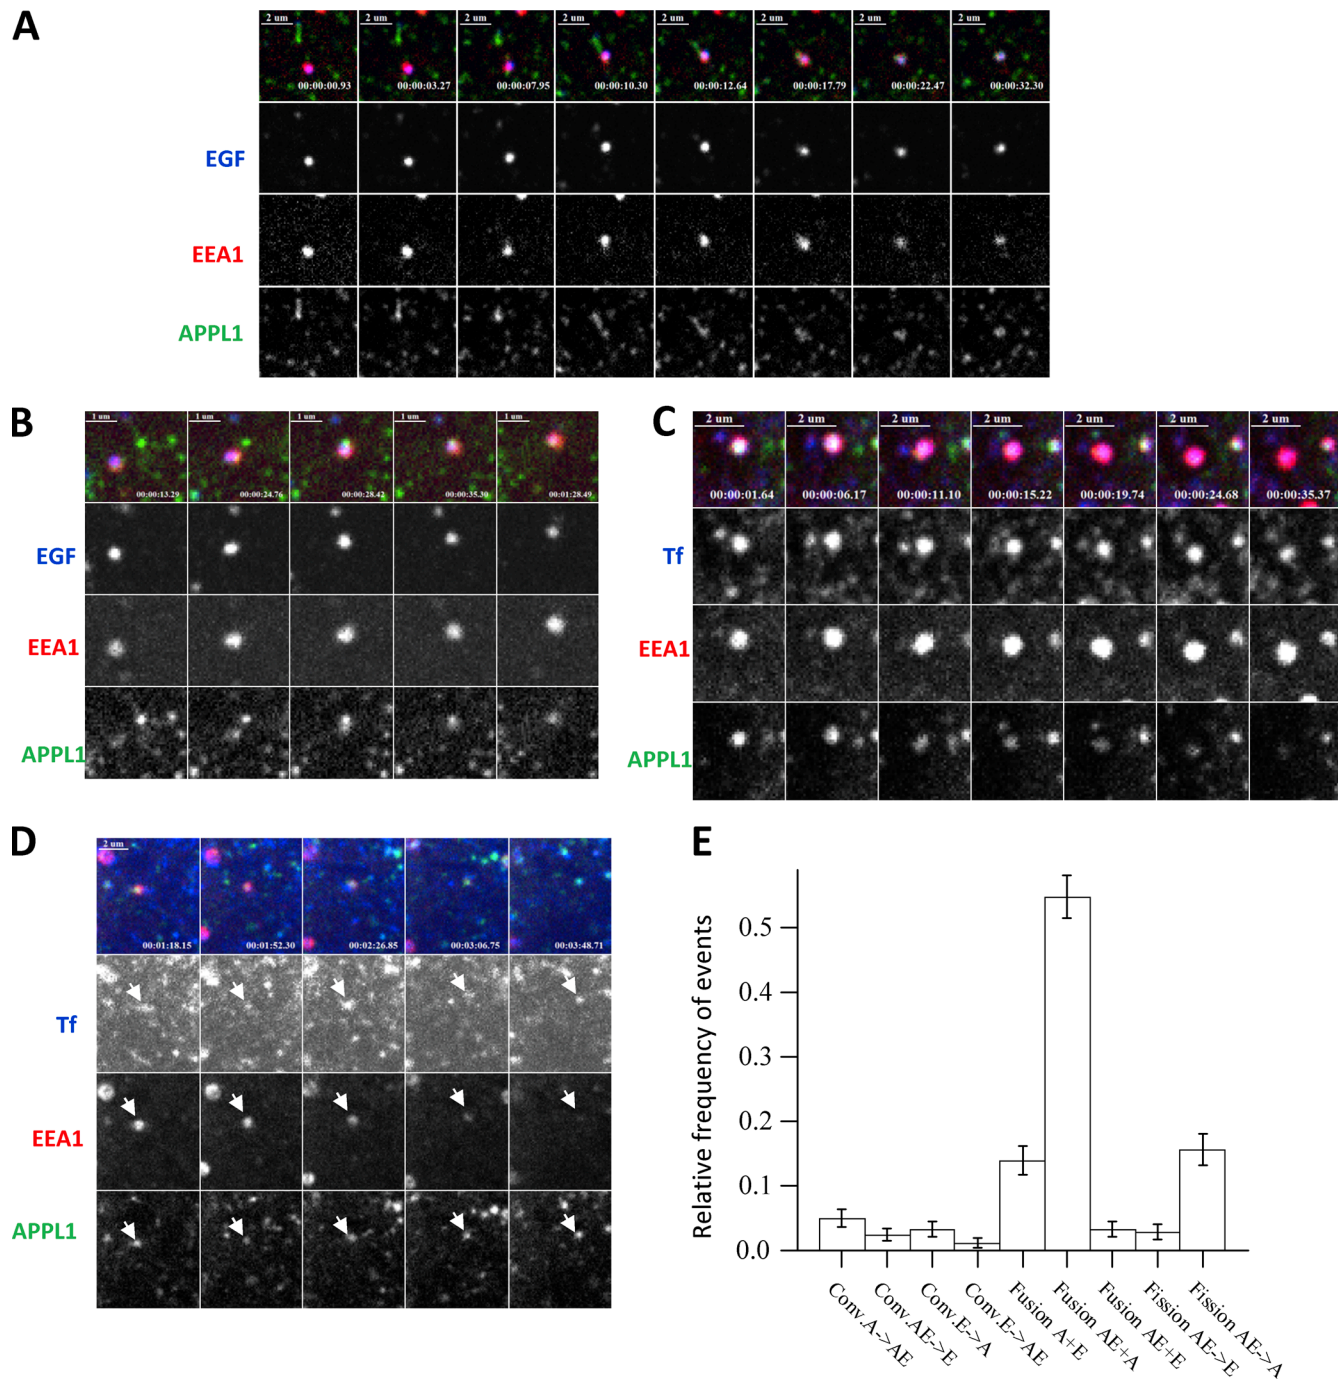 A
2 um 2 um 2 um 2 um 2 um 2 um 2 um 2 um
00:00:00.93 00:00:03.27 00:00:07.95 00:00:10.30 00:00:12.64 00:00:17.79 00:00:22.47 00:00:32.30
EGF
EEA1
APPL1
B
1 um 1 um 1 um 1 um 1 um
00:00:13.29 00:00:24.76 00:00:28.42 00:00:35.39 00:01:28.49
EGF
EEA1
APPL1
C
2 um 2 um 2 um 2 um 2 um 2 um 2 um
00:00:01.64 00:00:06.17 00:00:11.10 00:00:15.22 00:00:19.74 00:00:24.68 00:00:35.37
Tf
EEA1
APPL1
D
2 um
00:01:18.15 00:01:52.30 00:02:26.85 00:03:06.75 00:03:48.71
Tf
EEA1
APPL1
E
Relative frequency of events
0.5
0.4
0.3
0.2
0.1
0.0
Conv.A->AE
Conv.AE->E
Conv.E->A
Conv.E->AE
Fusion A+E
Fusion AE+A
Fusion AE+E
Fission AE->E
Fission AE->A